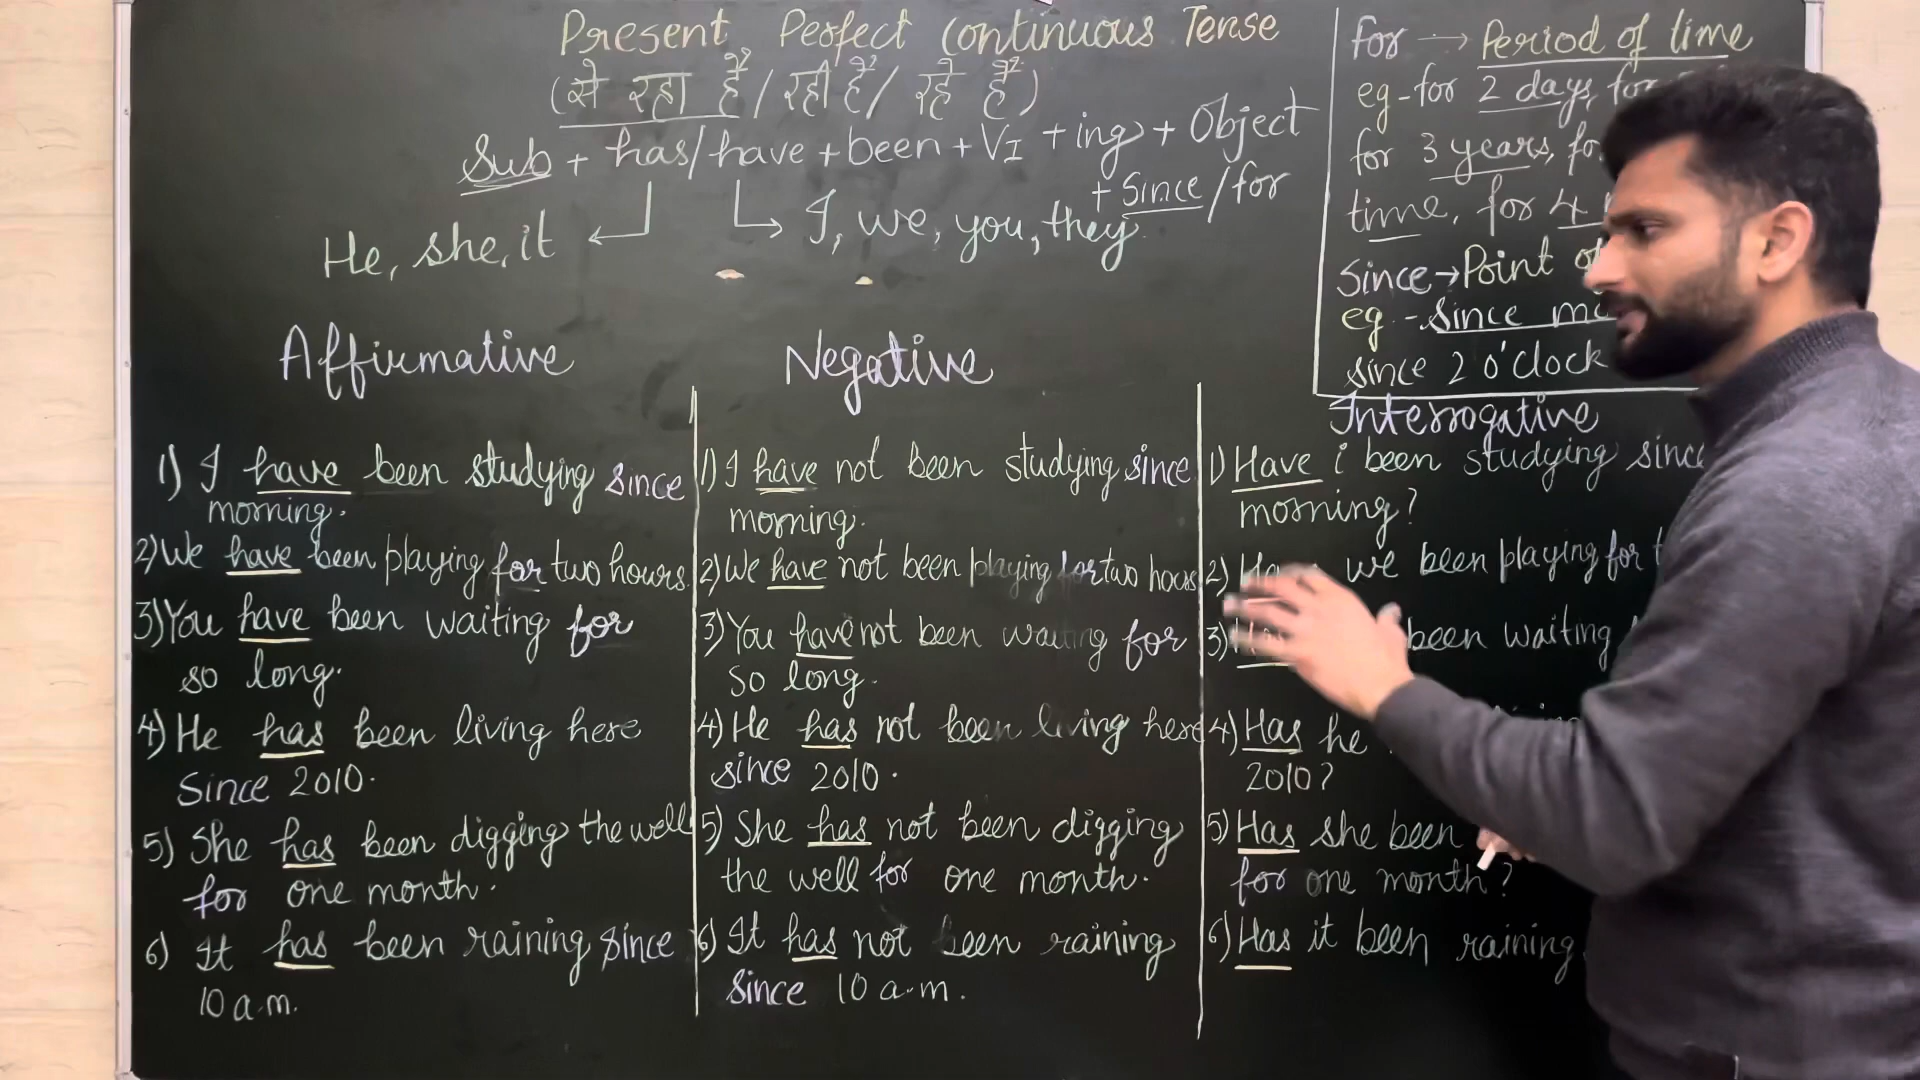 Present Perfect Continuous Tense
(से रहा है/ रही है/ रहे हैं)
Sub + has/have + been + VI + ing + Object
+ Since/for
He, she, it
I, we, you, they
for → Period of time
eg - for 2 days, for
for 3 years,
time, for 4
Since → Point
eg - Since
since 2 o'clock
Affirmative
1) I have been studying since
morning.
2) We have been playing for two hours.
3) You have been waiting for
so long.
4) He has been living here
Since 2010.
5) She has been digging the well
for one month.
6) It has been raining since
10 a.m.
Negative
1) I have not been studying since
morning.
2) We have not been playing for two hours
3) You have not been waiting for
so long.
4) He has not been living here
since 2010.
5) She has not been digging
the well for one month.
6) It has not been raining
since 10 a.m.
Interrogative
1) Have i been studying since
morning?
2) we been playing for
3) been waiting
4) Has he
2010?
5) Has she been
for one month?
6) Has it been raining